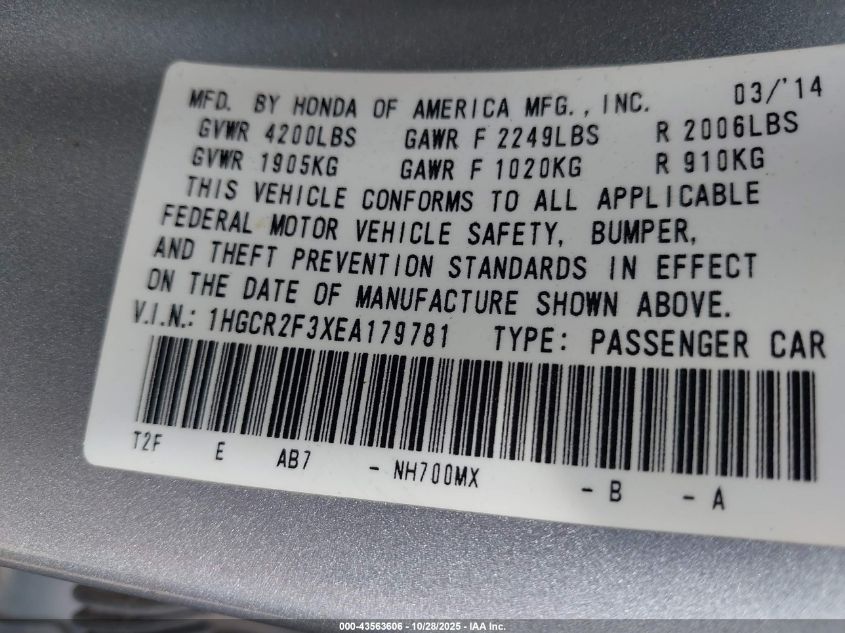 MFD. BY HONDA OF AMERICA MFG., INC. 03/'14
GVWR 4200LBS GAWR F 2249LBS R 2006LBS
GVWR 1905KG GAWR F 1020KG R 910KG
THIS VEHICLE CONFORMS TO ALL APPLICABLE
FEDERAL MOTOR VEHICLE SAFETY, BUMPER,
AND THEFT PREVENTION STANDARDS IN EFFECT
ON THE DATE OF MANUFACTURE SHOWN ABOVE.
V.I.N.: 1HGCR2F3XEA179781 TYPE: PASSENGER CAR
T2F E AB7 - NH700MX - B - A
000-43563606 - 10/28/2025 - IAA Inc.